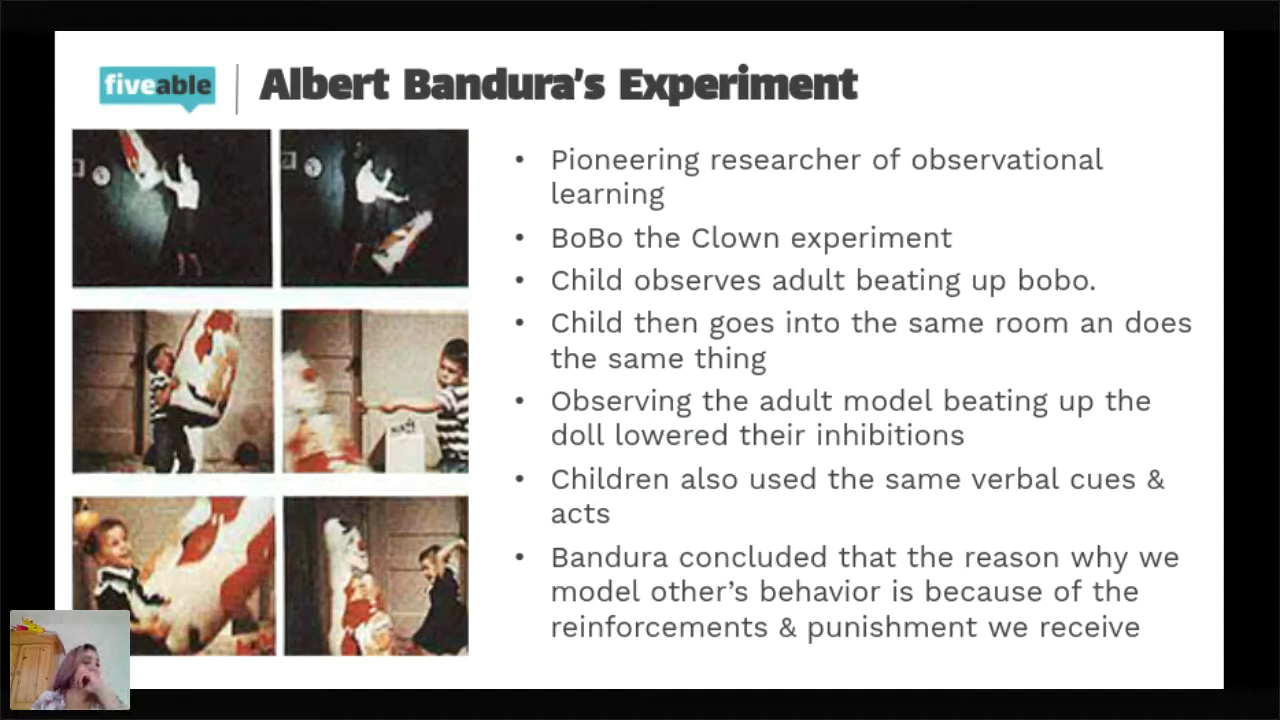 fiveable
Albert Bandura's Experiment
• Pioneering researcher of observational
learning
• BoBo the Clown experiment
• Child observes adult beating up bobo.
• Child then goes into the same room an does
the same thing
• Observing the adult model beating up the
doll lowered their inhibitions
• Children also used the same verbal cues &
acts
• Bandura concluded that the reason why we
model other's behavior is because of the
reinforcements & punishment we receive